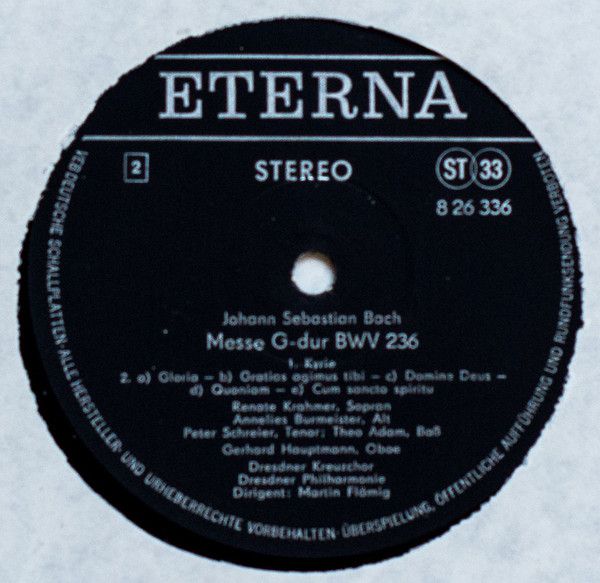 ETERNA
2
STEREO
ST 33
8 26 336
Johann Sebastian Bach
Messe G-dur BWV 236
1. Kyrie
2. a) Gloria – b) Gratias agimus tibi – c) Domine Deus –
d) Quoniam – e) Cum sancto spiritu
Renate Krahmer, Sopran
Annelies Burmeister, Alt
Peter Schreier, Tenor; Theo Adam, Baß
Gerhard Hauptmann, Oboe
Dresdner Kreuzchor
Dresdner Philharmonie
Dirigent: Martin Flämig
VEB DEUTSCHE SCHALLPLATTEN · ALLE HERSTELLER- UND URHEBERRECHTE VORBEHALTEN · ÜBERSPIELUNG, ÖFFENTLICHE AUFFÜHRUNG UND RUNDFUNKSENDUNG VERBOTEN